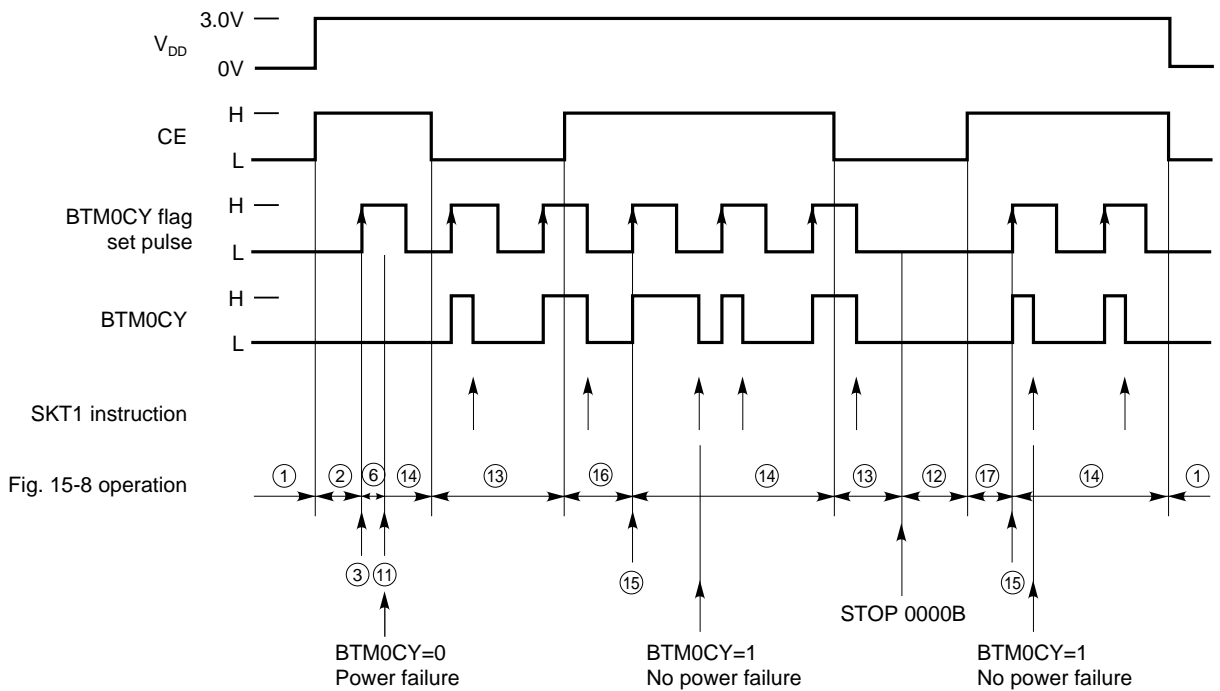 3.0V
V_DD
0V
H
CE
L
H
BTM0CY flag
set pulse
L
H
BTM0CY
L
SKT1 instruction
Fig. 15-8 operation
① ② ⑥ ⑭ ⑬ ⑯ ⑭ ⑬ ⑫ ⑰ ⑭ ①
③ ⑪ ⑮ ⑮
STOP 0000B
BTM0CY=0
Power failure
BTM0CY=1
No power failure
BTM0CY=1
No power failure